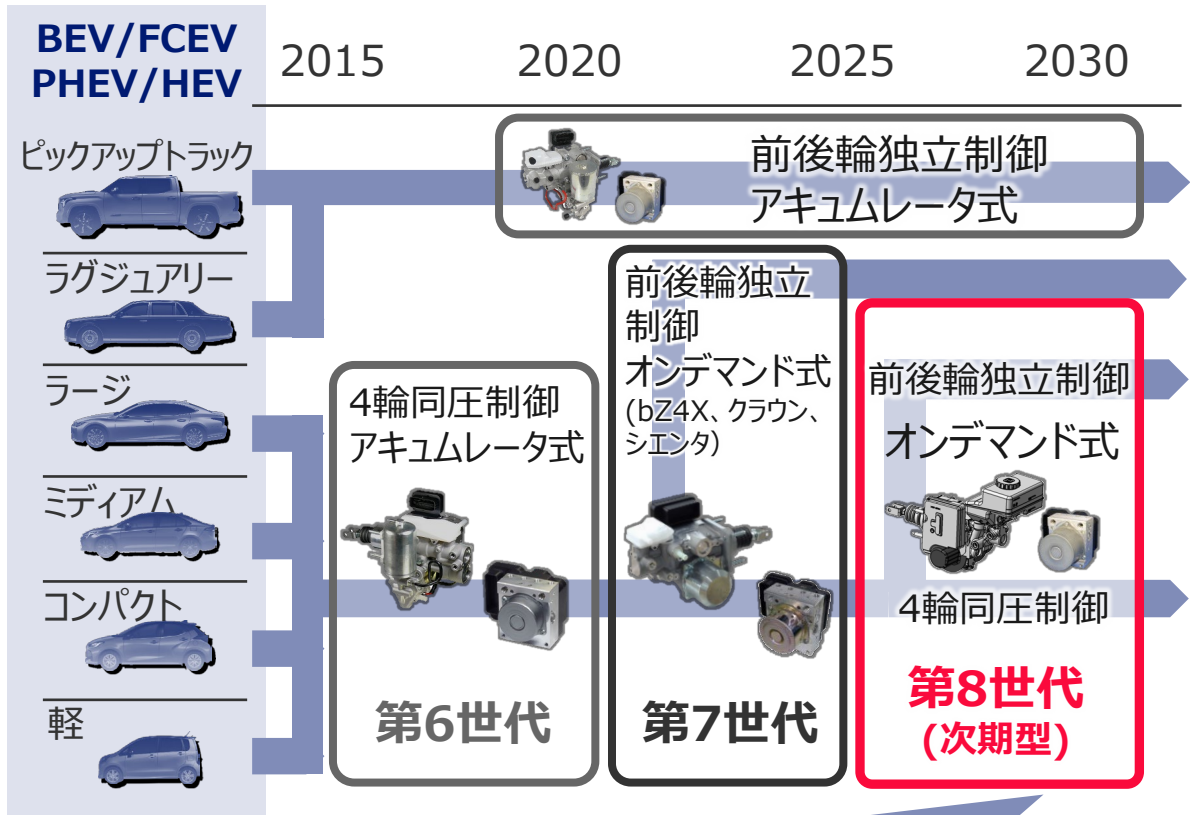 BEV/FCEV
PHEV/HEV
2015
2020
2025
2030
ピックアップトラック
ラグジュアリー
ラージ
ミディアム
コンパクト
軽
前後輪独立制御
アキュムレータ式
4輪同圧制御
アキュムレータ式
第6世代
前後輪独立
制御
オンデマンド式
(bZ4X、クラウン、
シエンタ)
第7世代
前後輪独立制御
オンデマンド式
4輪同圧制御
第8世代
(次期型)